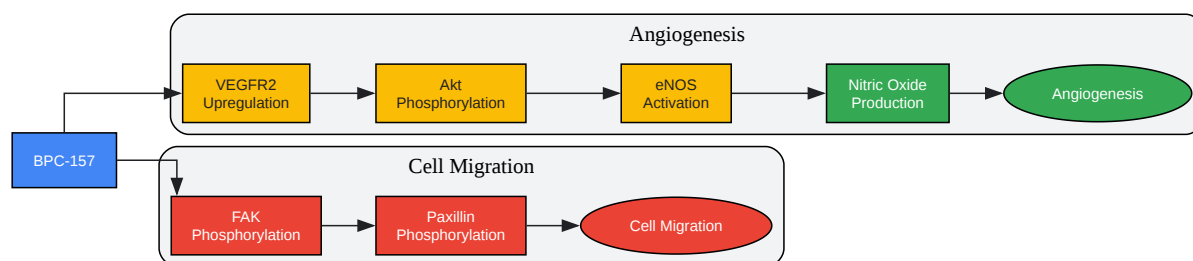 Angiogenesis
VEGFR2
Upregulation
Akt
Phosphorylation
eNOS
Activation
Nitric Oxide
Production
Angiogenesis
BPC-157
Cell Migration
FAK
Phosphorylation
Paxillin
Phosphorylation
Cell Migration